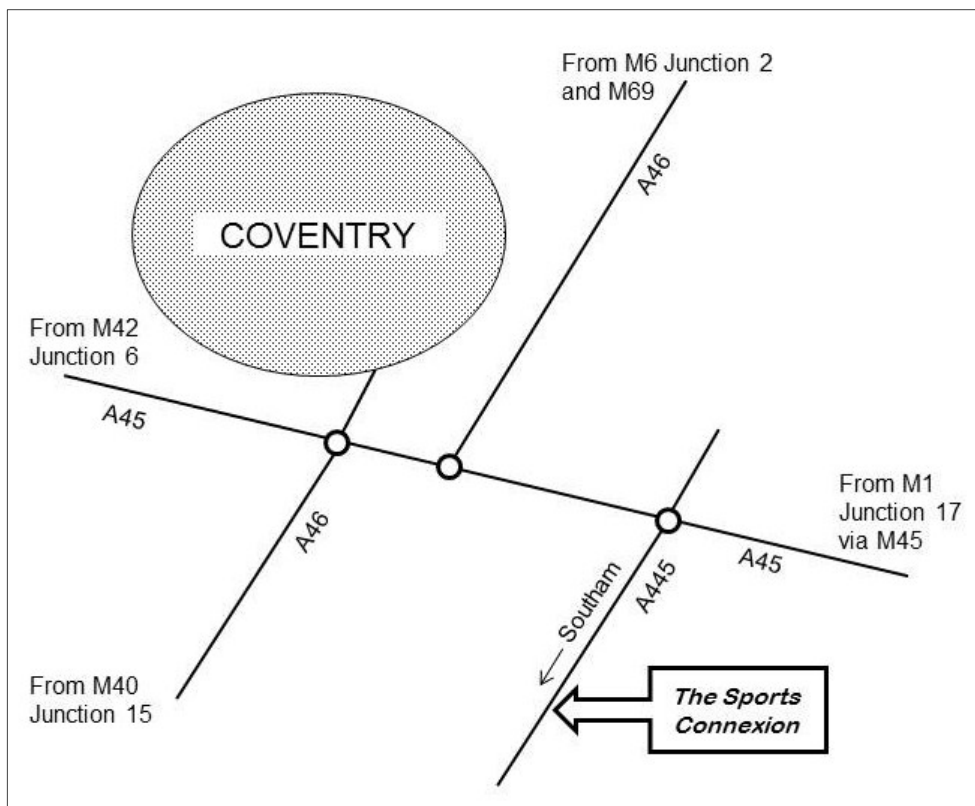 From M6 Junction 2
and M69
A46
COVENTRY
From M42
Junction 6
A45
A46
From M1
Junction 17
via M45
A45
A445
← Southam
The Sports
Connexion
From M40
Junction 15